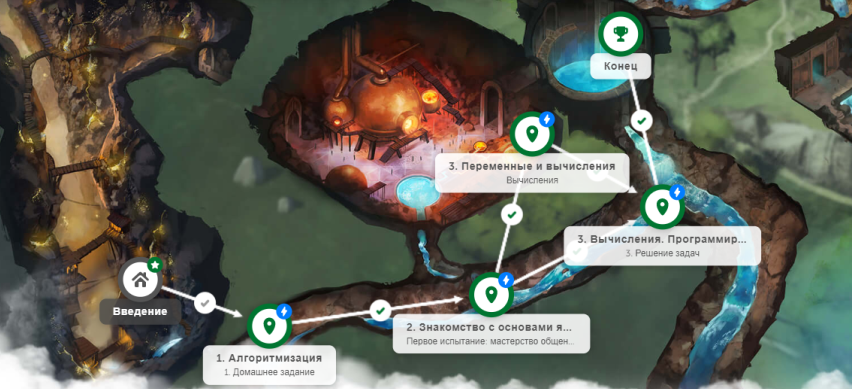 Конец
3. Переменные и вычисления
Вычисления
3. Вычисления. Программир...
3. Решение задач
Введение
2. Знакомство с основами я...
Первое испытание: мастерство общен...
1. Алгоритмизация
1. Домашнее задание